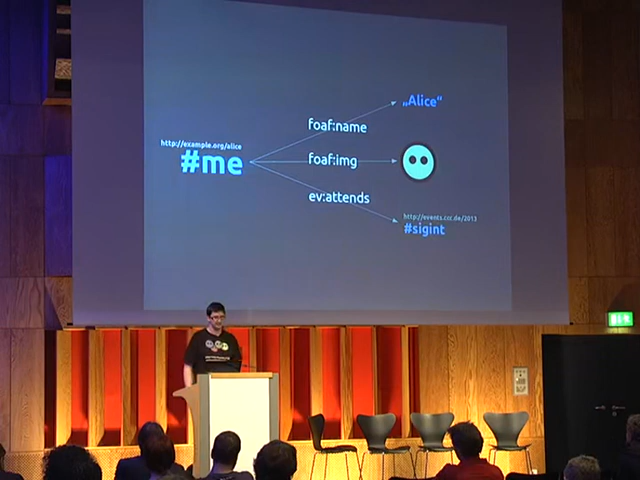 „Alice“
foaf:name
http://example.org/alice
#me
foaf:img
ev:attends
http://events.ccc.de/2013
#sigint